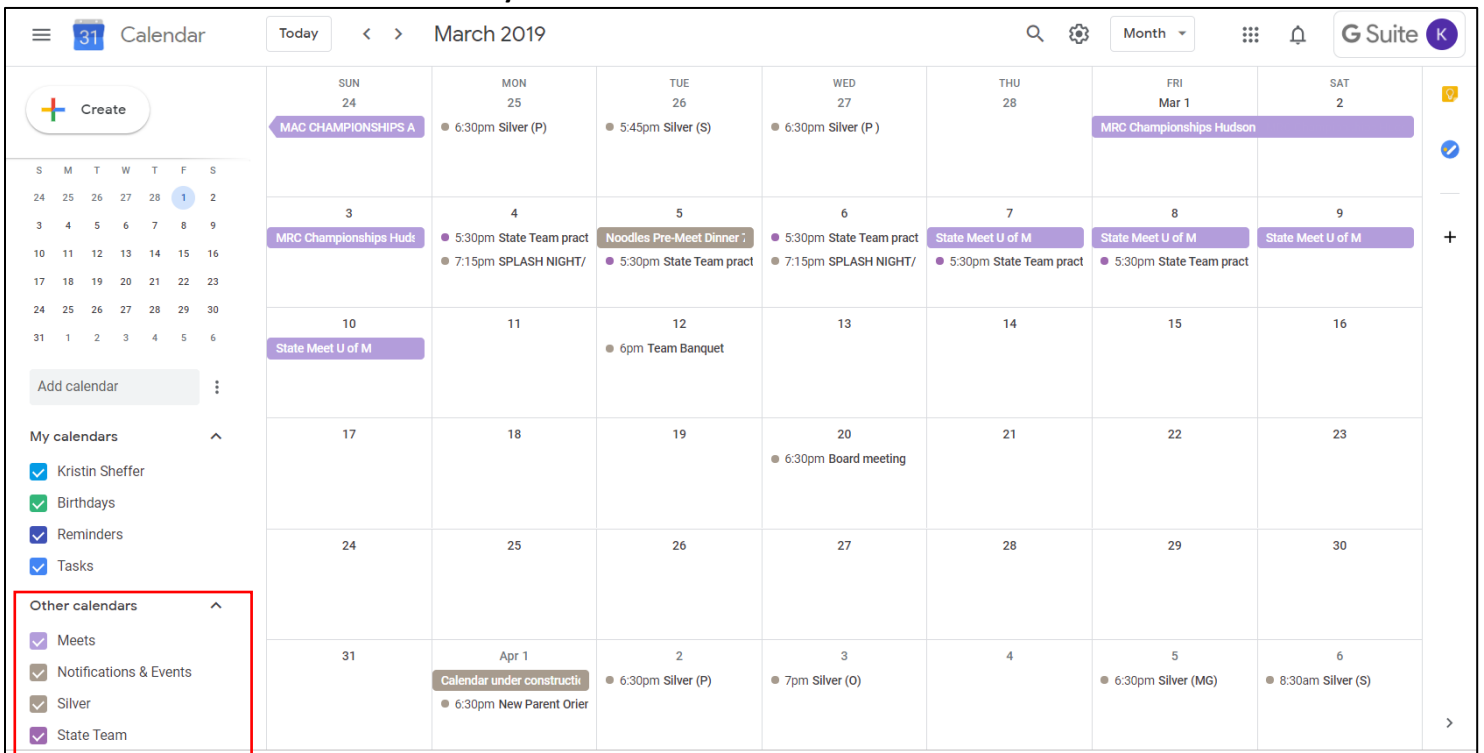 31 Calendar Today < > March 2019 Month G Suite K
Create
S M T W T F S
24 25 26 27 28 1 2
3 4 5 6 7 8 9
10 11 12 13 14 15 16
17 18 19 20 21 22 23
24 25 26 27 28 29 30
31 1 2 3 4 5 6
Add calendar
My calendars
Kristin Sheffer
Birthdays
Reminders
Tasks
Other calendars
Meets
Notifications & Events
Silver
State Team
SUN MON TUE WED THU FRI SAT
24 25 26 27 28 Mar 1 2
MAC CHAMPIONSHIPS A 6:30pm Silver (P) 5:45pm Silver (S) 6:30pm Silver (P ) MRC Championships Hudson
3 4 5 6 7 8 9
MRC Championships Huds 5:30pm State Team pract Noodles Pre-Meet Dinner 5:30pm State Team pract State Meet U of M State Meet U of M State Meet U of M
7:15pm SPLASH NIGHT/ 5:30pm State Team pract 7:15pm SPLASH NIGHT/ 5:30pm State Team pract 5:30pm State Team pract
10 11 12 13 14 15 16
State Meet U of M 6pm Team Banquet
17 18 19 20 21 22 23
6:30pm Board meeting
24 25 26 27 28 29 30
31 Apr 1 2 3 4 5 6
Calendar under constructi 6:30pm Silver (P) 7pm Silver (O) 6:30pm Silver (MG) 8:30am Silver (S)
6:30pm New Parent Orier